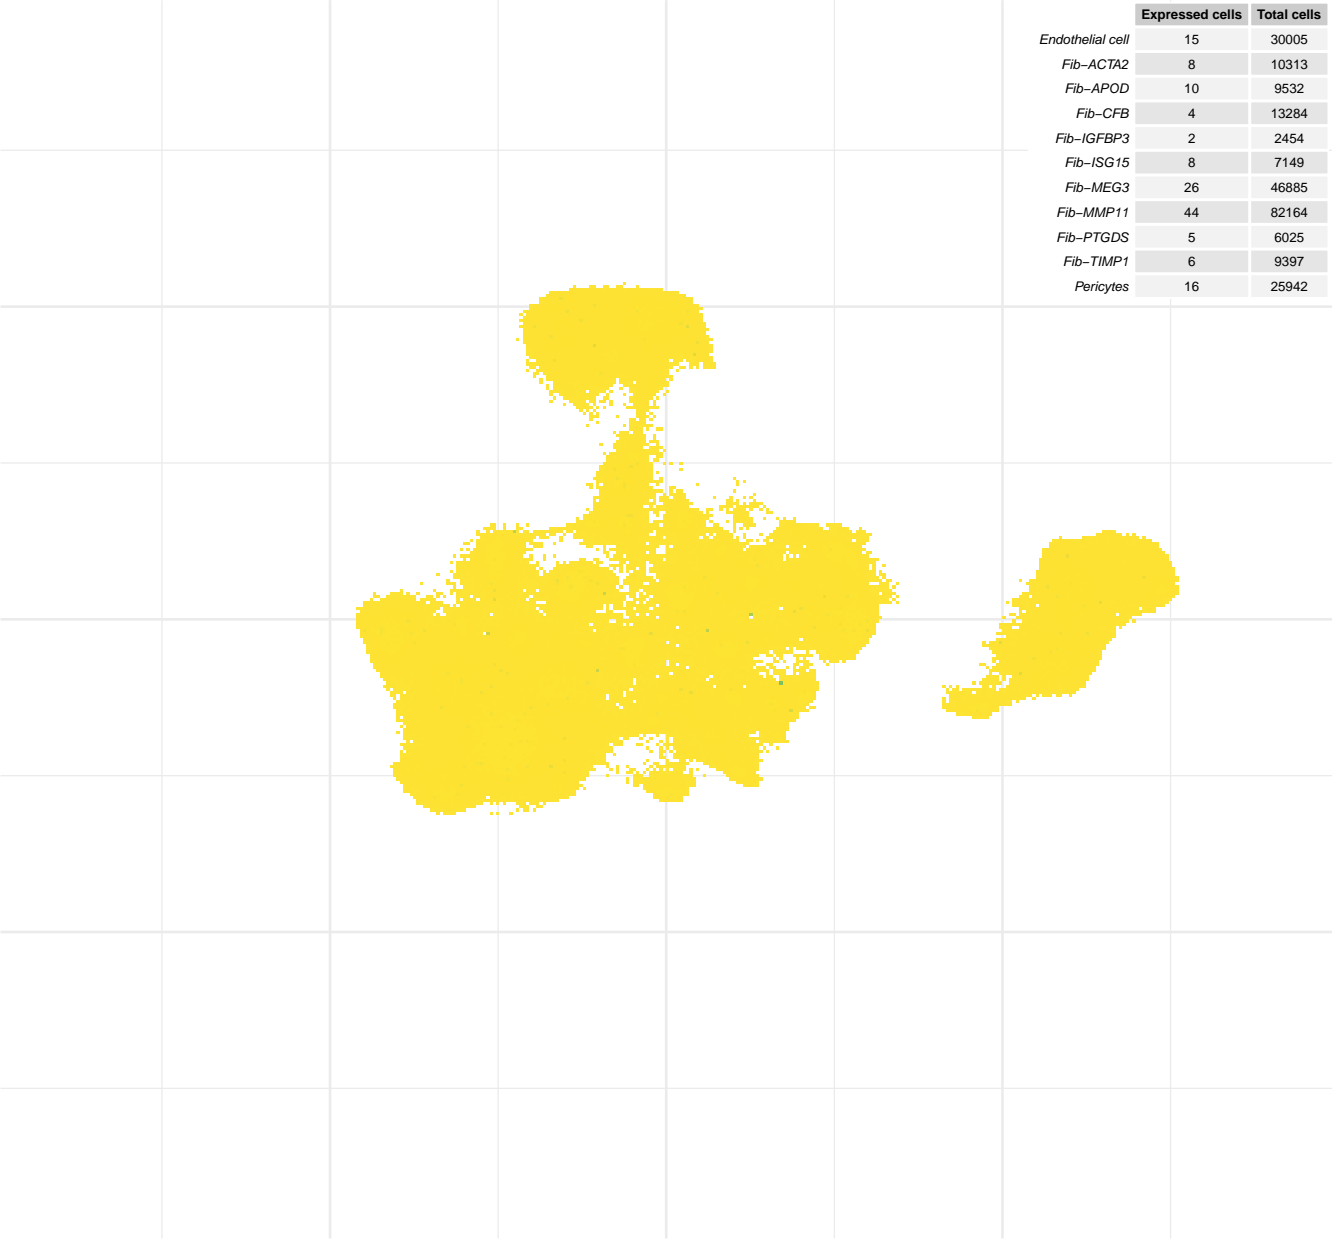 Expressed cells Total cells
Endothelial cell 15 30005
Fib−ACTA2 8 10313
Fib−APOD 10 9532
Fib−CFB 4 13284
Fib−IGFBP3 2 2454
Fib−ISG15 8 7149
Fib−MEG3 26 46885
Fib−MMP11 44 82164
Fib−PTGDS 5 6025
Fib−TIMP1 6 9397
Pericytes 16 25942